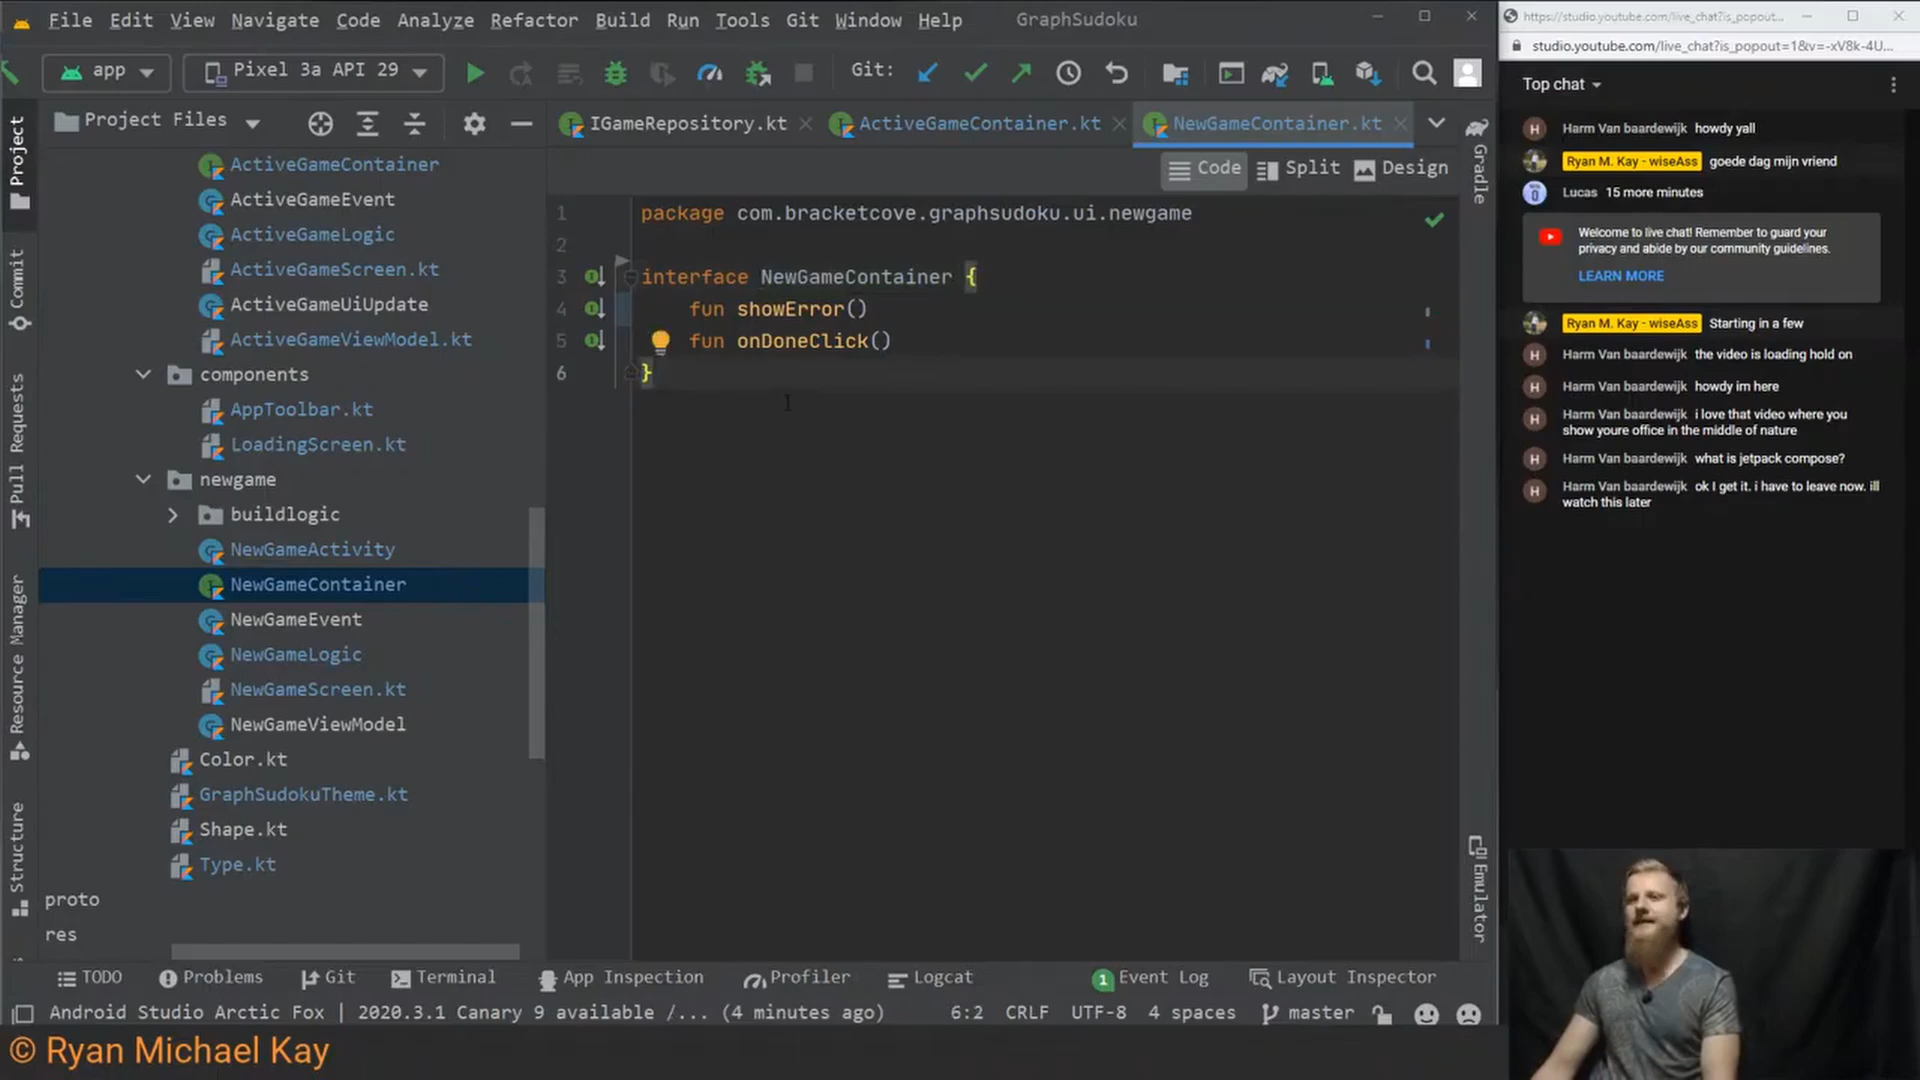 File Edit View Navigate Code Analyze Refactor Build Run Tools Git Window Help GraphSudoku
app Pixel 3a API 29 Git:
Project Files
IGameRepository.kt ActiveGameContainer.kt NewGameContainer.kt
Code Split Design
Project
Commit
Pull Requests
Resource Manager
Structure
ActiveGameContainer
ActiveGameEvent
ActiveGameLogic
ActiveGameScreen.kt
ActiveGameUiUpdate
ActiveGameViewModel.kt
components
AppToolbar.kt
LoadingScreen.kt
newgame
buildlogic
NewGameActivity
NewGameContainer
NewGameEvent
NewGameLogic
NewGameScreen.kt
NewGameViewModel
Color.kt
GraphSudokuTheme.kt
Shape.kt
Type.kt
proto
res
1 package com.bracketcove.graphsudoku.ui.newgame
2
3 interface NewGameContainer {
4 fun showError()
5 fun onDoneClick()
6 }
Gradle
Emulator
TODO Problems Git Terminal App Inspection Profiler Logcat 1 Event Log Layout Inspector
Android Studio Arctic Fox | 2020.3.1 Canary 9 available /... (4 minutes ago) 6:2 CRLF UTF-8 4 spaces master
© Ryan Michael Kay
https://studio.youtube.com/live_chat?is_popout...
studio.youtube.com/live_chat?is_popout=1&v=-xV8k-4U...
Top chat
H Harm Van baardewijk howdy yall
Ryan M. Kay - wiseAss goede dag mijn vriend
Lucas 15 more minutes
Welcome to live chat! Remember to guard your
privacy and abide by our community guidelines.
LEARN MORE
Ryan M. Kay - wiseAss Starting in a few
H Harm Van baardewijk the video is loading hold on
H Harm Van baardewijk howdy im here
H Harm Van baardewijk i love that video where you
show youre office in the middle of nature
H Harm Van baardewijk what is jetpack compose?
H Harm Van baardewijk ok I get it. i have to leave now. ill
watch this later